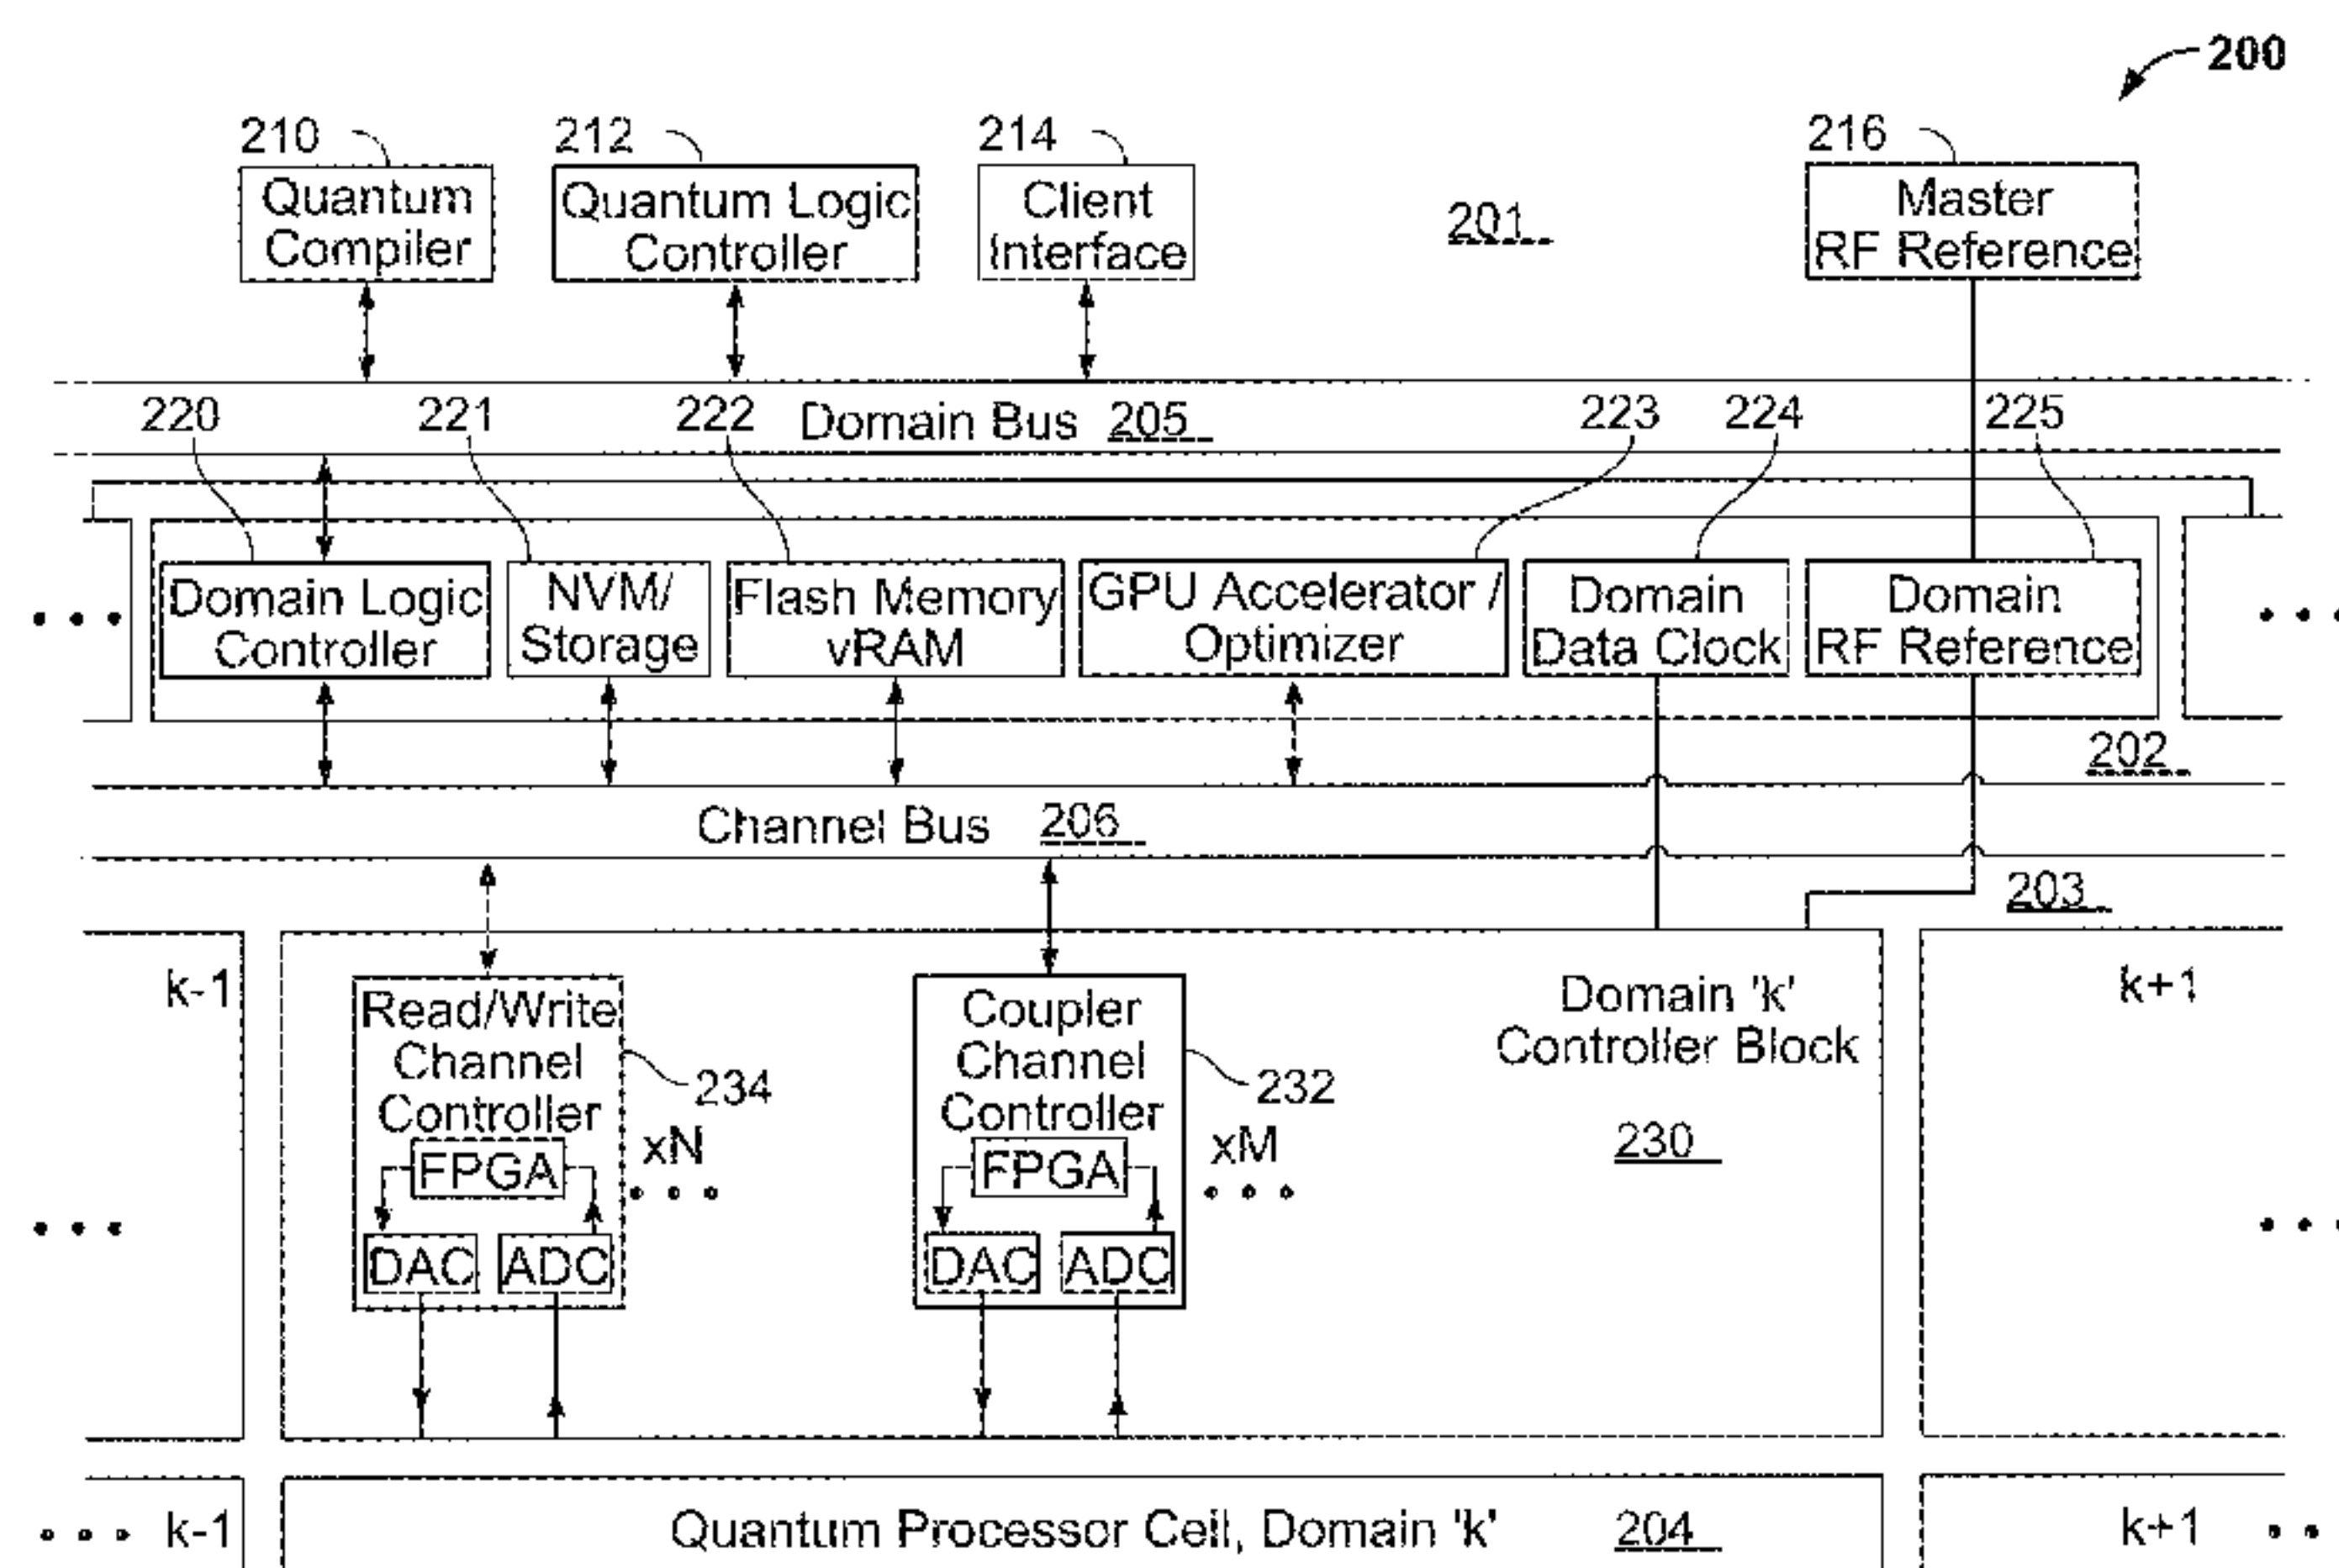 200
210
212
214
216
Quantum
Compiler
Quantum Logic
Controller
Client
Interface
201
Master
RF Reference
220
221
222
Domain Bus 205
223
224
225
Domain Logic
Controller
NVM/
Storage
Flash Memory
vRAM
GPU Accelerator /
Optimizer
Domain
Data Clock
Domain
RF Reference
202
Channel Bus 206
203
k-1
Read/Write
Channel
Controller
FPGA
DAC
ADC
234
xN
Coupler
Channel
Controller
FPGA
DAC
ADC
232
xM
Domain 'k'
Controller Block
230
k+1
k-1
Quantum Processor Cell, Domain 'k' 204
k+1